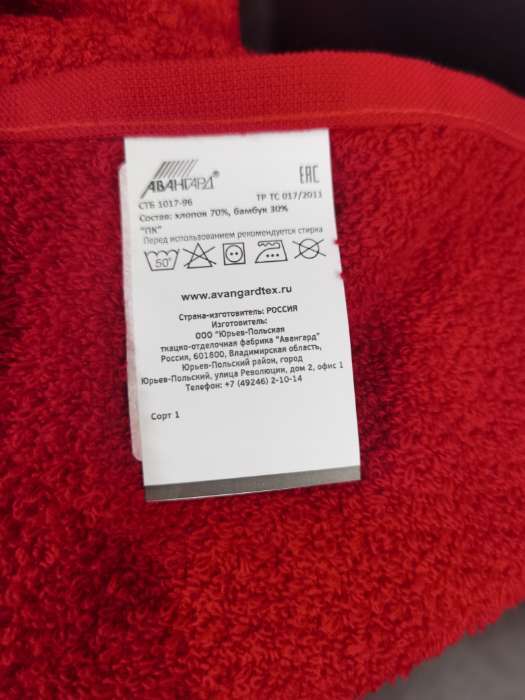 АВАНГАРД®
EAC
СТБ 1017-96
ТР ТС 017/2011
Состав: хлопок 70%, бамбук 30%
"ПК"
Перед использованием рекомендуется стирка
50°
www.avangardtex.ru
Страна-изготовитель: РОССИЯ
Изготовитель:
ООО "Юрьев-Польская
ткацко-отделочная фабрика "Авангард"
Россия, 601800, Владимирская область,
Юрьев-Польский район, город
Юрьев-Польский, улица Революции, дом 2, офис 1
Телефон: +7 (49246) 2-10-14
Сорт 1